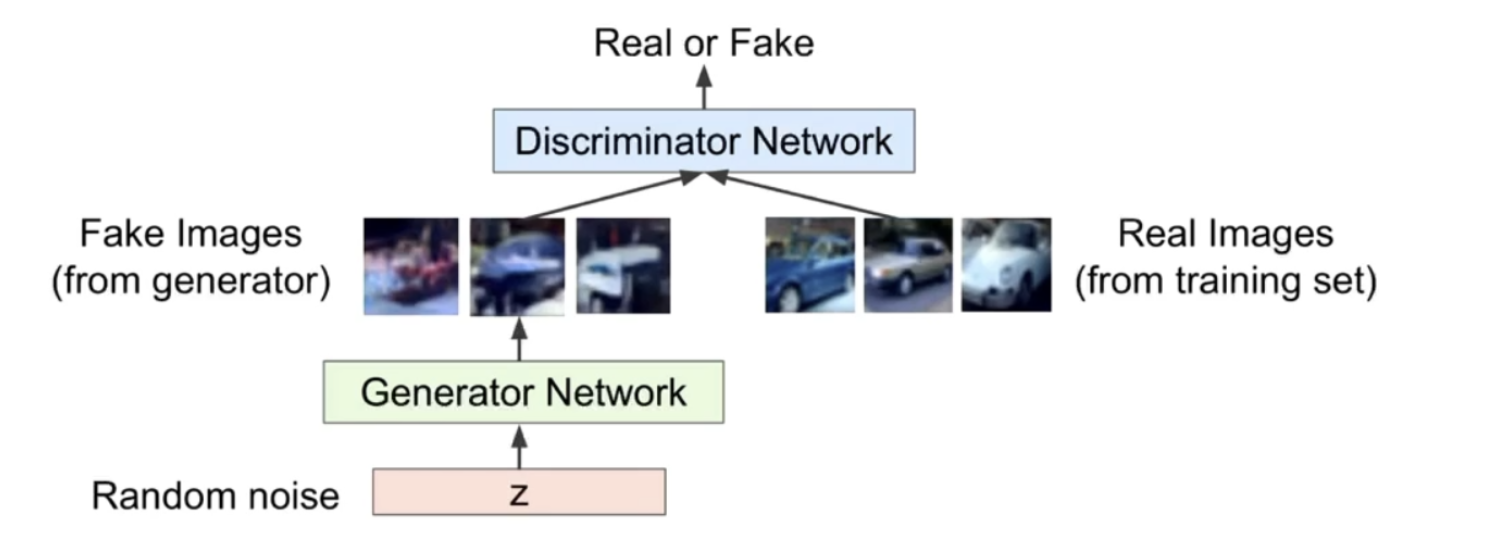 Real or Fake
Discriminator Network
Fake Images
(from generator)
Real Images
(from training set)
Generator Network
Random noise
z